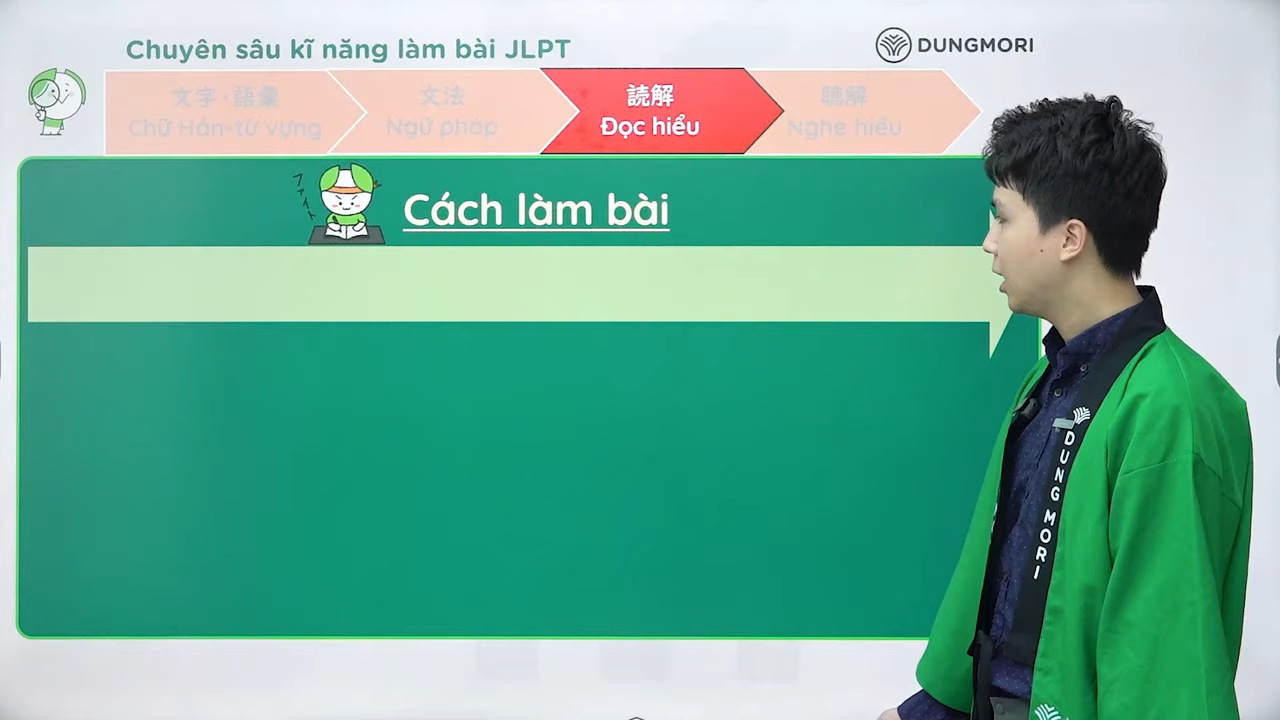 Chuyên sâu kĩ năng làm bài JLPT
DUNGMORI
文字・語彙
Chữ Hán-từ vựng
文法
Ngữ pháp
読解
Đọc hiểu
聴解
Nghe hiểu
ファイト
Cách làm bài
DUNG MORI